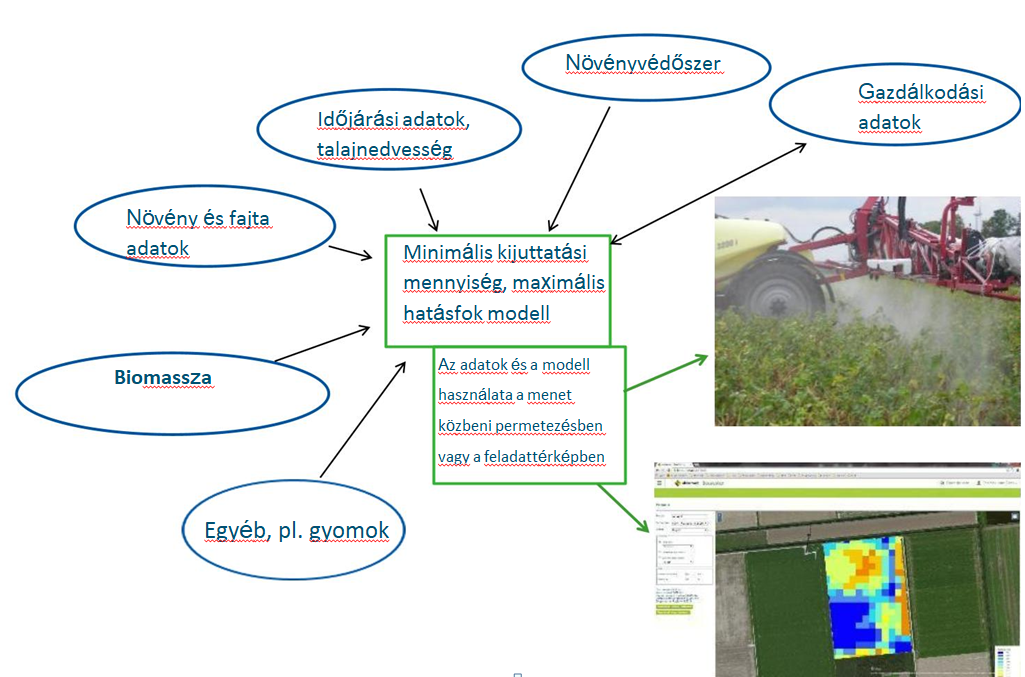 Növényvédőszer
Gazdálkodási
adatok
Időjárási adatok,
talajnedvesség
Növény és fajta
adatok
Minimális kijuttatási
mennyiség, maximális
hatásfok modell
Biomassza
Az adatok és a modell
használata a menet
közbeni permetezésben
vagy a feladattérképben
Egyéb, pl. gyomok